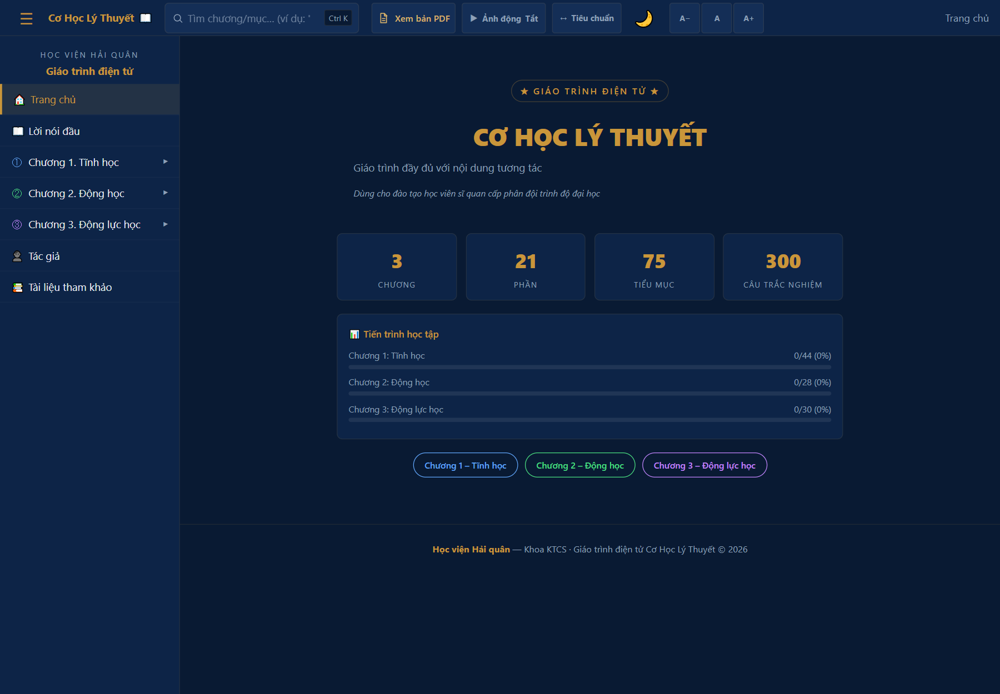 Cơ Học Lý Thuyết
Tìm chương/mục... (ví dụ: '
Ctrl K
Xem bản PDF
Ảnh động Tắt
↔ Tiêu chuẩn
A−
A
A+
Trang chủ
HỌC VIỆN HẢI QUÂN
Giáo trình điện tử
Trang chủ
Lời nói đầu
① Chương 1. Tĩnh học
② Chương 2. Động học
③ Chương 3. Động lực học
Tác giả
Tài liệu tham khảo
★ GIÁO TRÌNH ĐIỆN TỬ ★
CƠ HỌC LÝ THUYẾT
Giáo trình đầy đủ với nội dung tương tác
Dùng cho đào tạo học viên sĩ quan cấp phân đội trình độ đại học
3
CHƯƠNG
21
PHẦN
75
TIỂU MỤC
300
CÂU TRẮC NGHIỆM
Tiến trình học tập
Chương 1: Tĩnh học 0/44 (0%)
Chương 2: Động học 0/28 (0%)
Chương 3: Động lực học 0/30 (0%)
Chương 1 – Tĩnh học
Chương 2 – Động học
Chương 3 – Động lực học
Học viện Hải quân — Khoa KTCS · Giáo trình điện tử Cơ Học Lý Thuyết © 2026